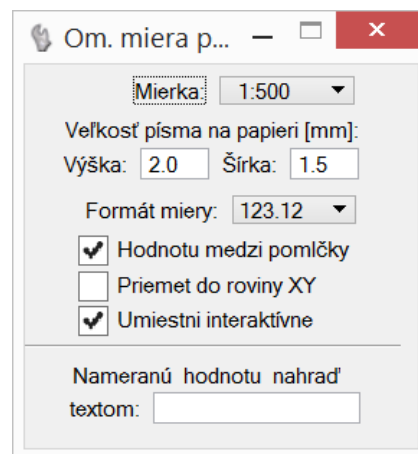 Om. miera p...
Mierka: 1:500
Veľkosť písma na papieri [mm]:
Výška: 2.0 Šírka: 1.5
Formát miery: 123.12
Hodnotu medzi pomlčky
Priemet do roviny XY
Umiestni interaktívne
Nameranú hodnotu nahraď
textom: